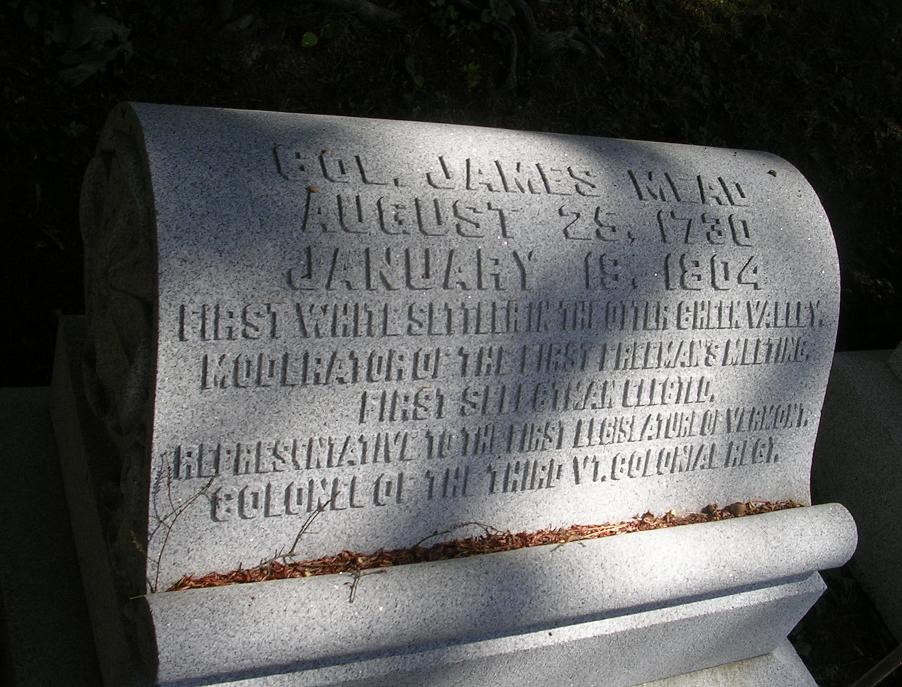 COL. JAMES MEAD
AUGUST 25, 1730
JANUARY 19, 1804
FIRST WHITE SETTLER IN THE OTTER CREEK VALLEY.
MODERATOR OF THE FIRST FREEMAN'S MEETING.
FIRST SELECTMAN ELECTED.
REPRESENTATIVE TO THE FIRST LEGISLATURE OF VERMONT.
COLONEL OF THE THIRD VT. COLONIAL REGT.